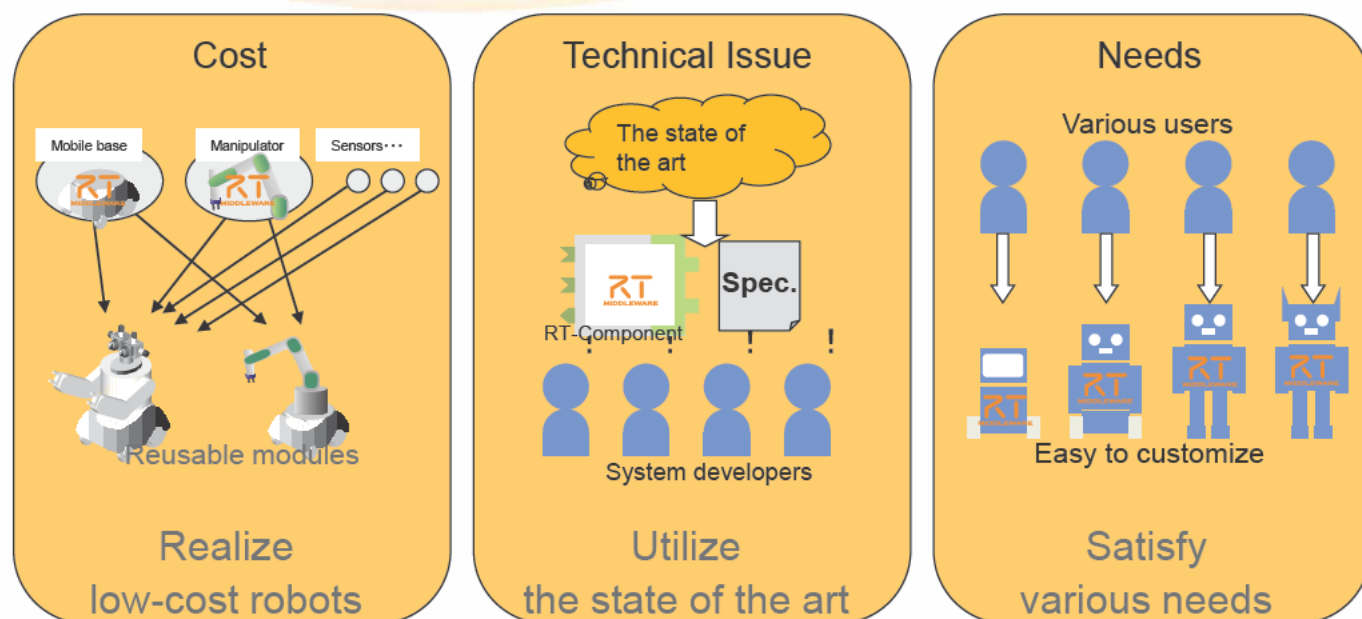 Cost
Mobile base
Manipulator
Sensors···
RT
MIDDLEWARE
RT
MIDDLEWARE
Reusable modules
Realize
low-cost robots
Technical Issue
The state of
the art
RT
MIDDLEWARE
Spec.
RT-Component
! ! ! !
System developers
Utilize
the state of the art
Needs
Various users
RT
MIDDLEWARE
RT
MIDDLEWARE
RT
MIDDLEWARE
RT
MIDDLEWARE
Easy to customize
Satisfy
various needs